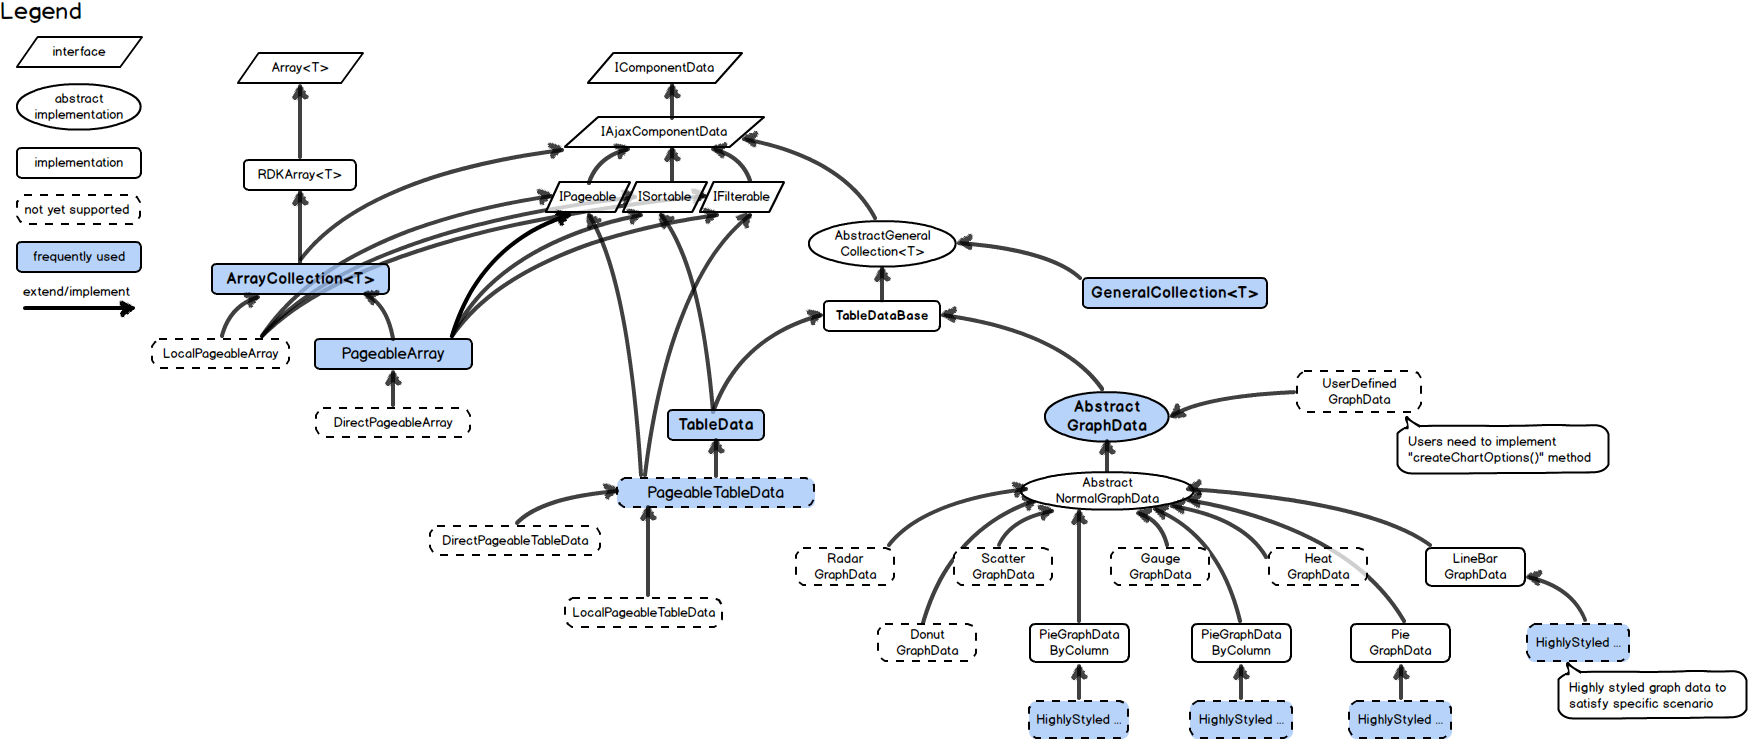 Legend
interface
abstract
implementation
implementation
not yet supported
frequently used
extend/implement
Array<T>
IComponentData
IAjaxComponentData
RDKArray<T>
IPageable
ISortable
IFilterable
AbstractGeneral
Collection<T>
ArrayCollection<T>
GeneralCollection<T>
TableDataBase
LocalPageableArray
PageableArray
DirectPageableArray
TableData
Abstract
GraphData
UserDefined
GraphData
Users need to implement
"createChartOptions()" method
PageableTableData
Abstract
NormalGraphData
DirectPageableTableData
LocalPageableTableData
Radar
GraphData
Scatter
GraphData
Gauge
GraphData
Heat
GraphData
LineBar
GraphData
Donut
GraphData
PieGraphData
ByColumn
PieGraphData
ByColumn
Pie
GraphData
HighlyStyled ...
Highly styled graph data to
satisfy specific scenario
HighlyStyled ...
HighlyStyled ...
HighlyStyled ...